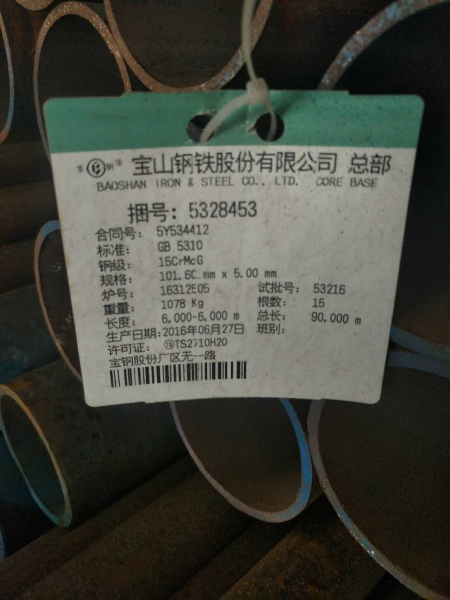 宝山钢铁股份有限公司 总部
BAOSHAN IRON & STEEL CO., LTD. CORE BASE
捆号: 5328453
合同号: 5Y534412
标准: GB 5310
钢级: 15CrMoG
规格: 101.60 mm x 5.00 mm
炉号: 16312E05 试批号: 53216
重量: 1078 Kg 根数: 15
长度: 6.000-6.000 m 总长: 90.000 m
生产日期: 2016年06月27日 班别:
许可证: TS2710H20
宝钢股份厂区无一路